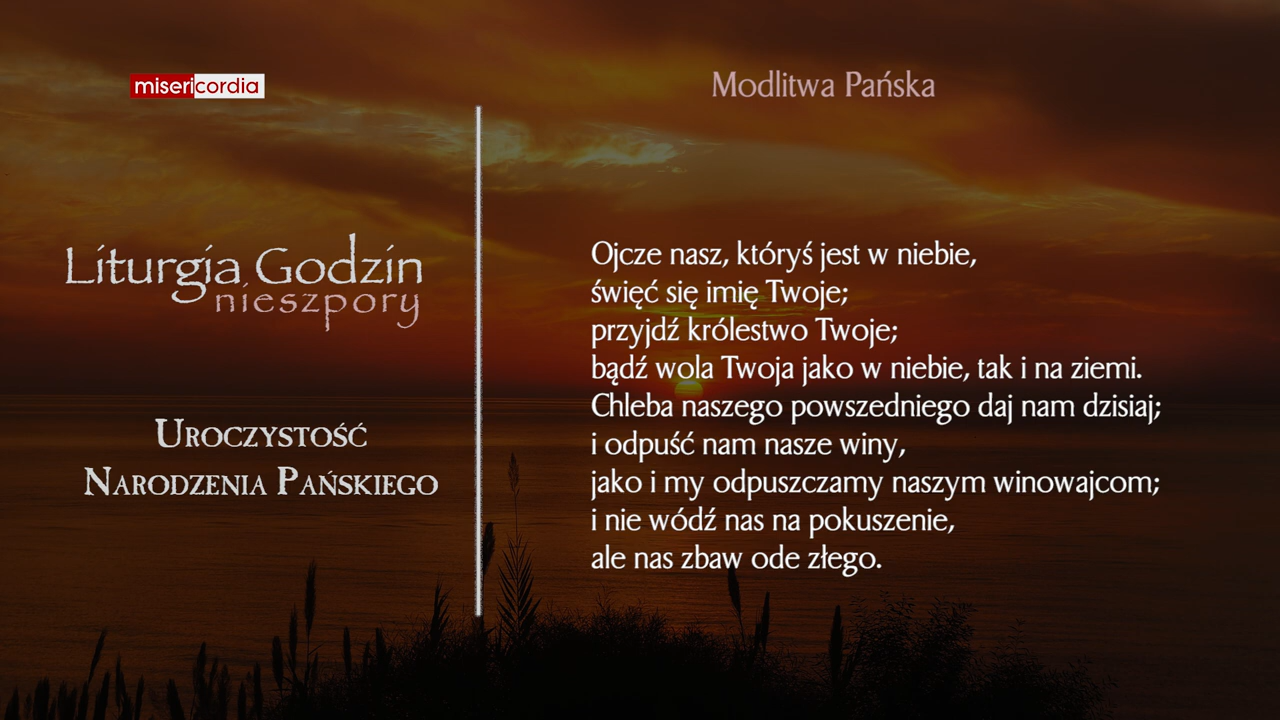 misericordia
Liturgia Godzin
nieszpory
Uroczystość
Narodzenia Pańskiego
Modlitwa Pańska
Ojcze nasz, któryś jest w niebie,
święć się imię Twoje;
przyjdź królestwo Twoje;
bądź wola Twoja jako w niebie, tak i na ziemi.
Chleba naszego powszedniego daj nam dzisiaj;
i odpuść nam nasze winy,
jako i my odpuszczamy naszym winowajcom;
i nie wódź nas na pokuszenie,
ale nas zbaw ode złego.